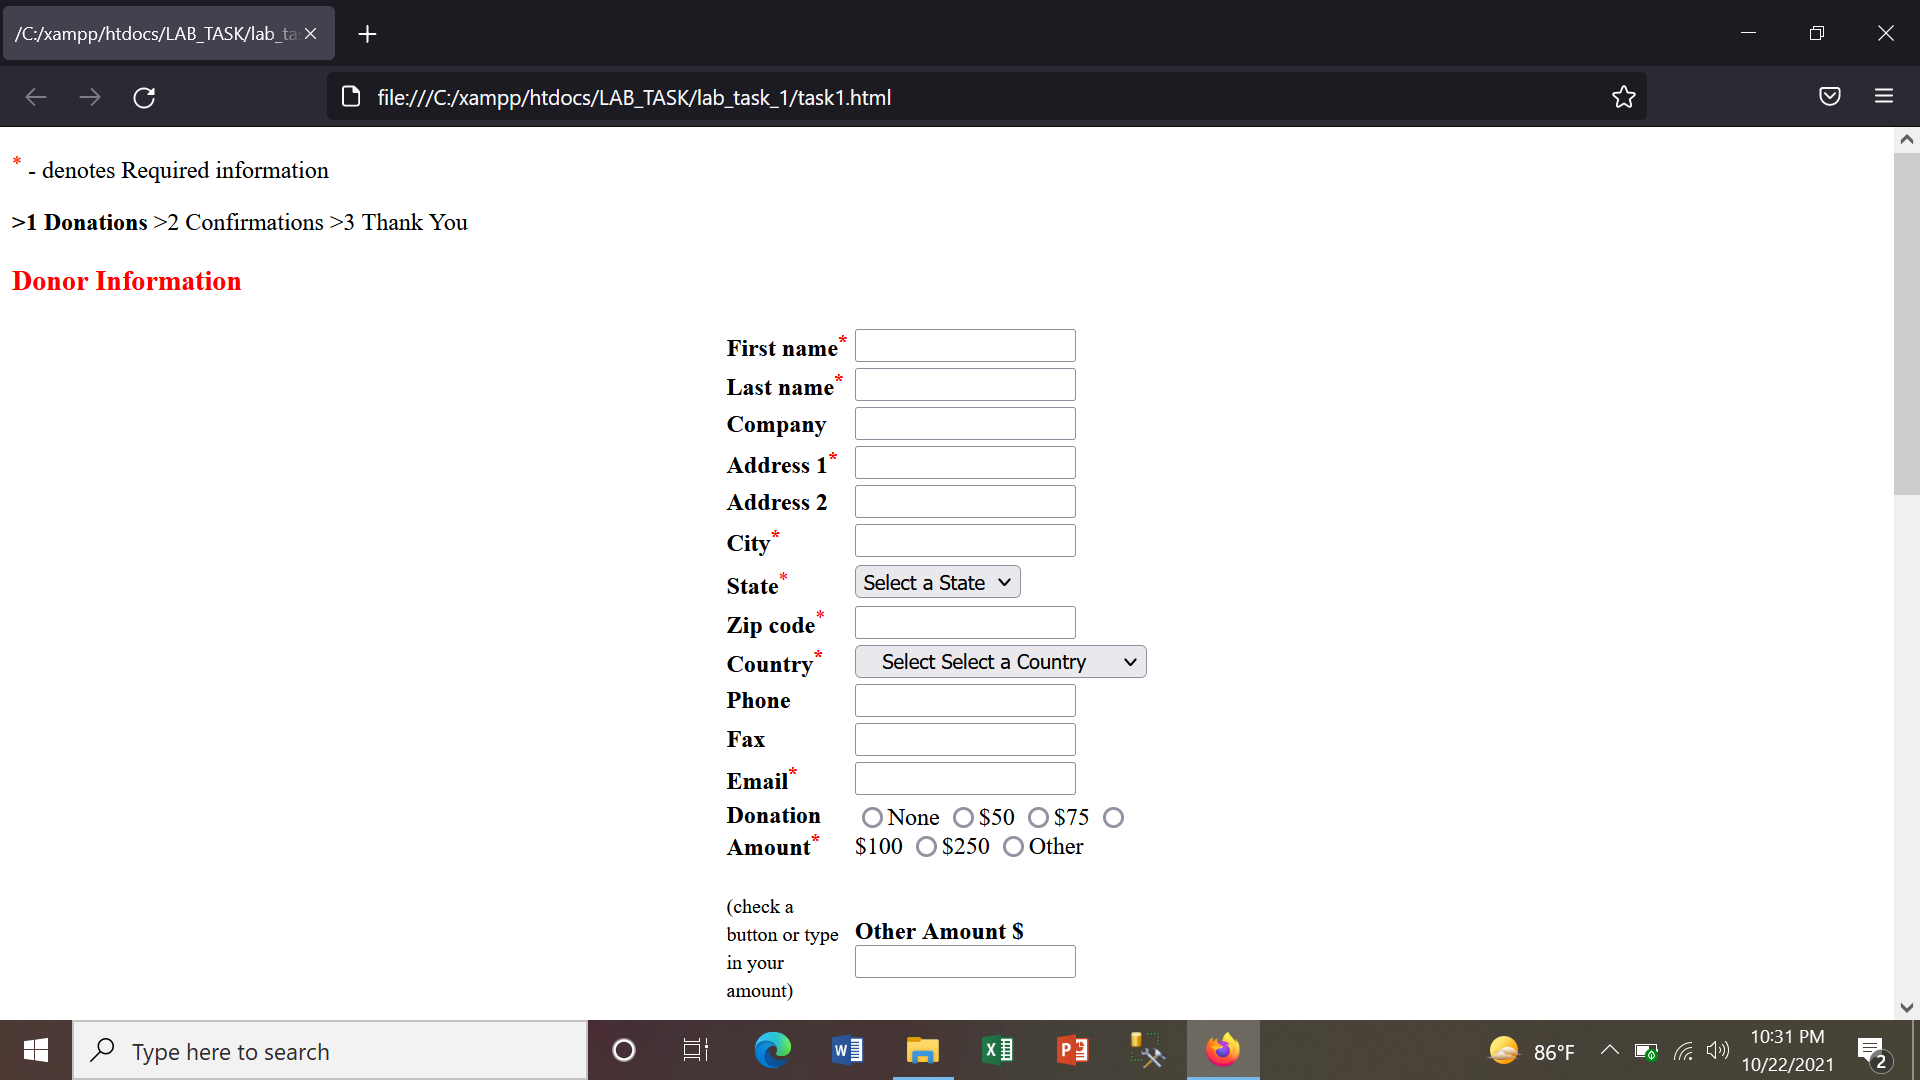 /C:/xampp/htdocs/LAB_TASK/lab_ta
file:///C:/xampp/htdocs/LAB_TASK/lab_task_1/task1.html
* - denotes Required information
>1 Donations >2 Confirmations >3 Thank You
Donor Information
First name*
Last name*
Company
Address 1*
Address 2
City*
State* Select a State
Zip code*
Country* Select Select a Country
Phone
Fax
Email*
Donation Amount*
None $50 $75
$100 $250 Other
(check a
button or type
in your
amount)
Other Amount $
Type here to search
86°F
10:31 PM
10/22/2021
2